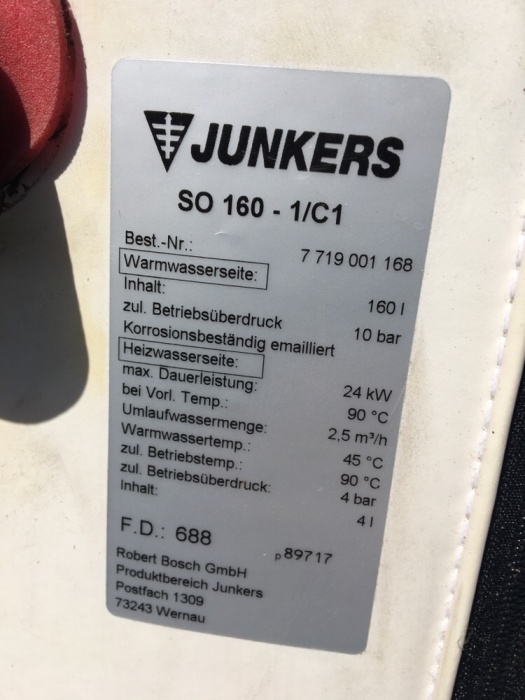 JUNKERS
SO 160 - 1/C1
Best.-Nr.: 7 719 001 168
Warmwasserseite:
Inhalt: 160 l
zul. Betriebsüberdruck 10 bar
Korrosionsbeständig emailliert
Heizwasserseite:
max. Dauerleistung: 24 kW
bei Vorl. Temp.: 90 °C
Umlaufwassermenge: 2,5 m³/h
Warmwassertemp.: 45 °C
zul. Betriebstemp.: 90 °C
zul. Betriebsüberdruck: 4 bar
Inhalt: 4 l
F.D.: 688 p89717
Robert Bosch GmbH
Produktbereich Junkers
Postfach 1309
73243 Wernau